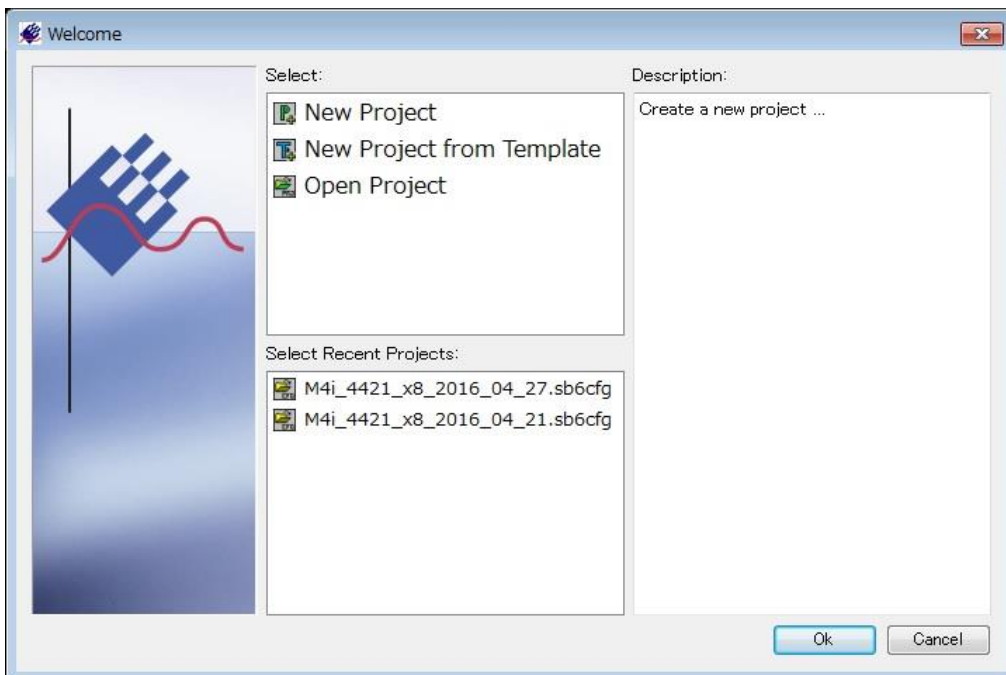 Welcome
Select:
New Project
New Project from Template
Open Project
Select Recent Projects:
M4i_4421_x8_2016_04_27.sb6cfg
M4i_4421_x8_2016_04_21.sb6cfg
Description:
Create a new project ...
Ok
Cancel